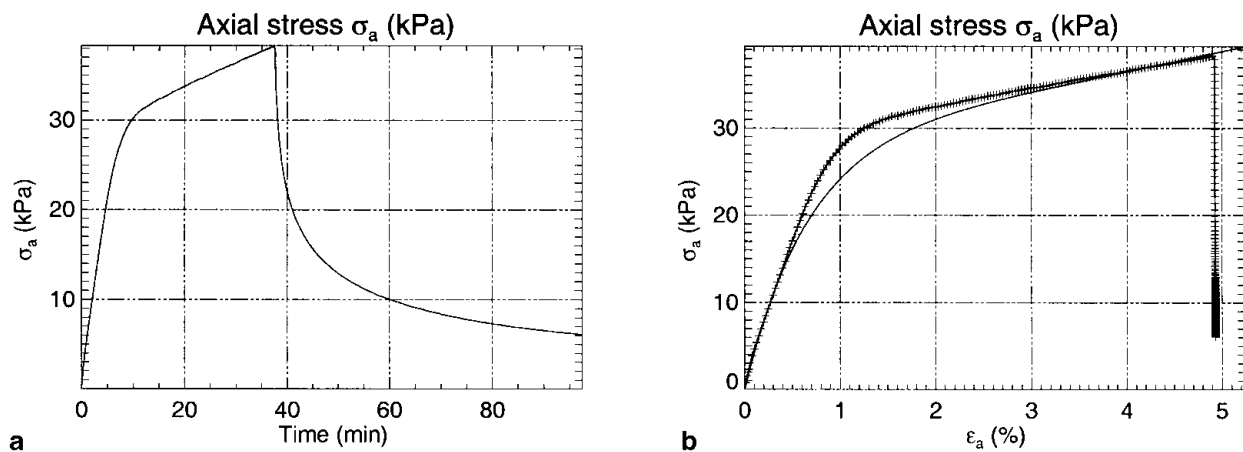 Axial stress σa (kPa)
σa (kPa)
30
20
10
0
0 20 40 60 80
Time (min)
a
Axial stress σa (kPa)
σa (kPa)
30
20
10
0
0 1 2 3 4 5
εa (%)
b